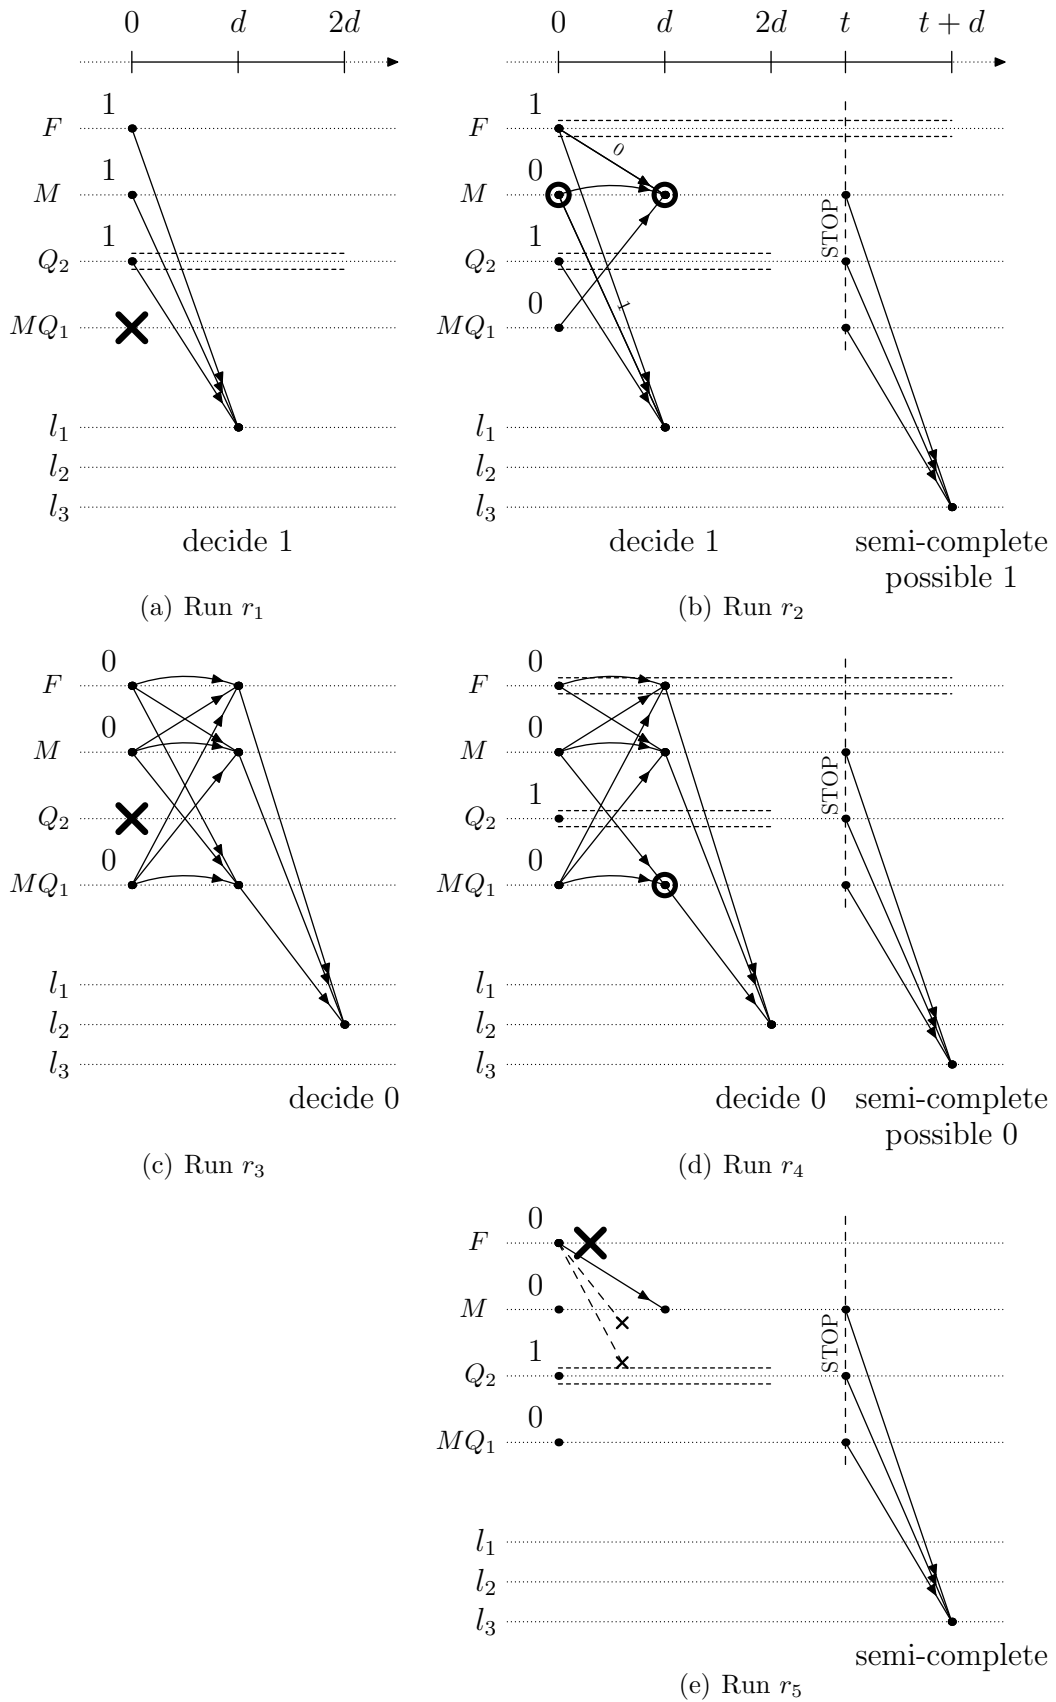 0 d 2d
0 d 2d t t + d
1
F
1
M
1
Q₂
MQ₁
l₁
l₂
l₃
decide 1
(a) Run r₁
1
F
0
0
M
STOP
1
Q₂
0
1
MQ₁
l₁
l₂
l₃
decide 1
semi-complete
possible 1
(b) Run r₂
0
F
0
M
Q₂
0
MQ₁
l₁
l₂
l₃
decide 0
(c) Run r₃
0
F
0
M
STOP
1
Q₂
0
MQ₁
l₁
l₂
l₃
decide 0
semi-complete
possible 0
(d) Run r₄
0
F
0
M
STOP
1
Q₂
0
MQ₁
l₁
l₂
l₃
semi-complete
(e) Run r₅